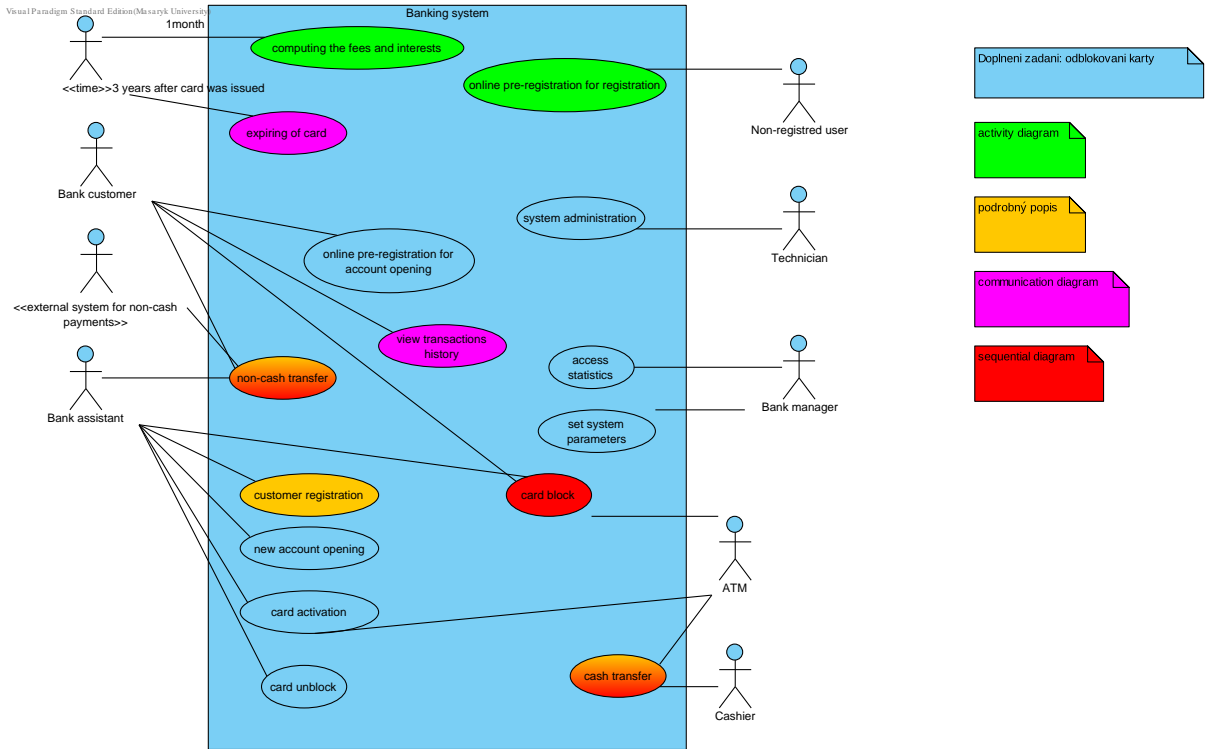 Visual Paradigm Standard Edition(Masaryk University)
Banking system
1month
computing the fees and interests
<<time>>
3 years after card was issued
online pre-registration for registration
Non-registred user
expiring of card
Bank customer
system administration
Technician
online pre-registration for
account opening
<<external system for non-cash
payments>>
view transactions
history
access
statistics
Bank manager
non-cash transfer
Bank assistant
set system
parameters
customer registration
card block
new account opening
ATM
card activation
card unblock
cash transfer
Cashier
Doplneni zadani: odblokovani karty
activity diagram
podrobný popis
communication diagram
sequential diagram